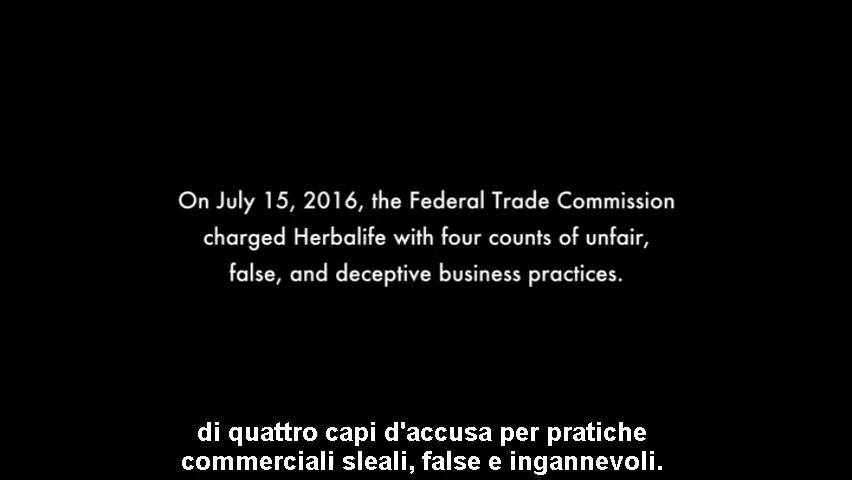 On July 15, 2016, the Federal Trade Commission
charged Herbalife with four counts of unfair,
false, and deceptive business practices.
di quattro capi d'accusa per pratiche
commerciali sleali, false e ingannevoli.